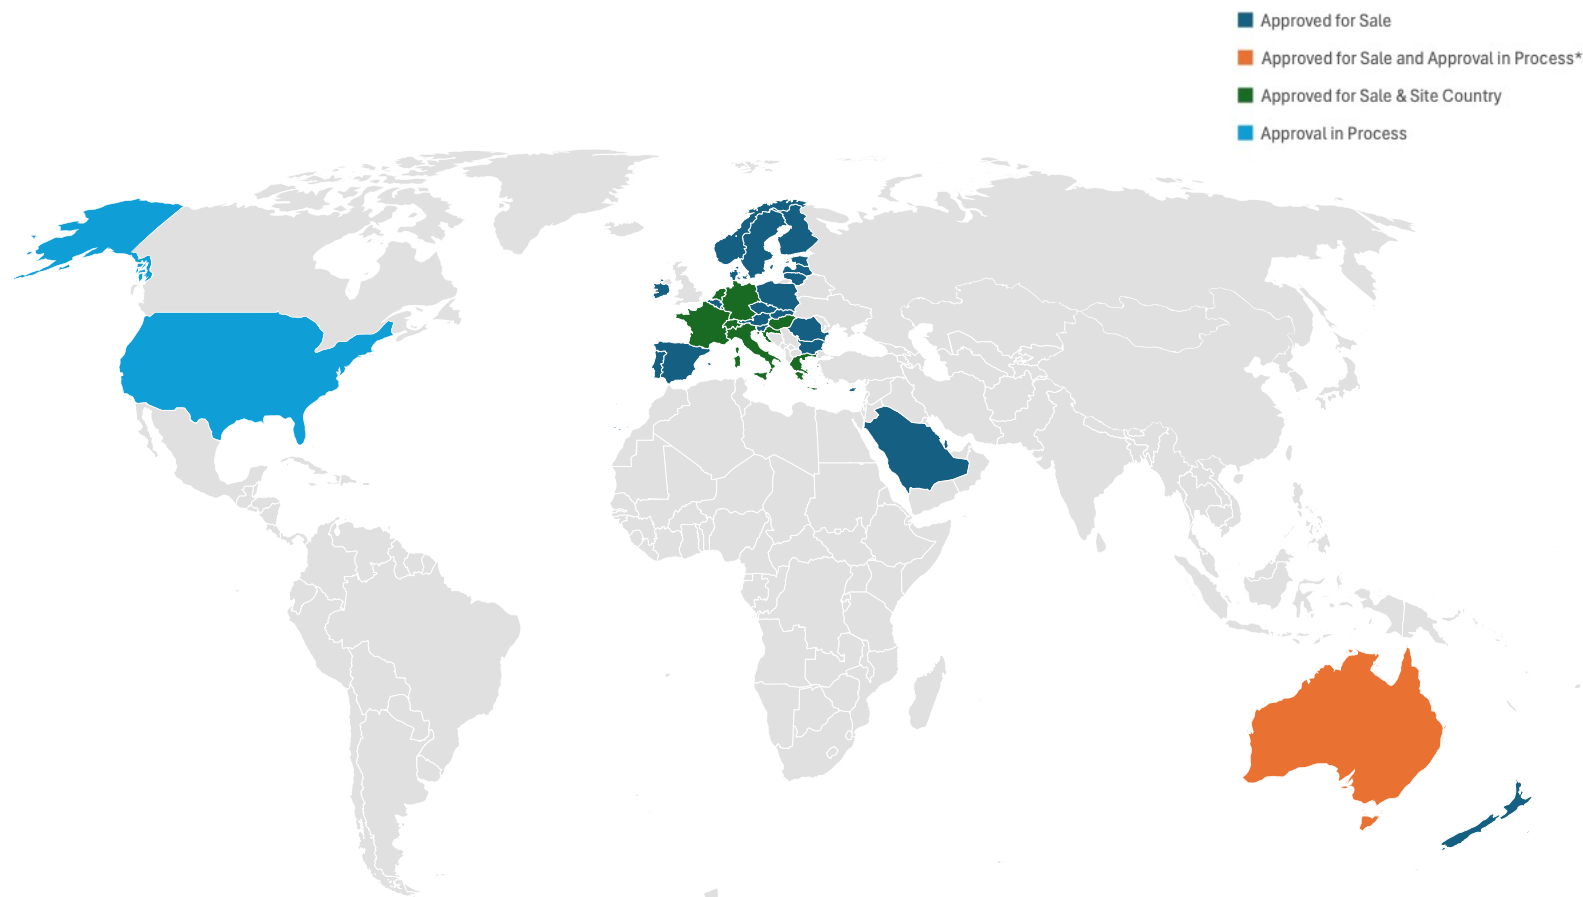 Approved for Sale
Approved for Sale and Approval in Process*
Approved for Sale & Site Country
Approval in Process